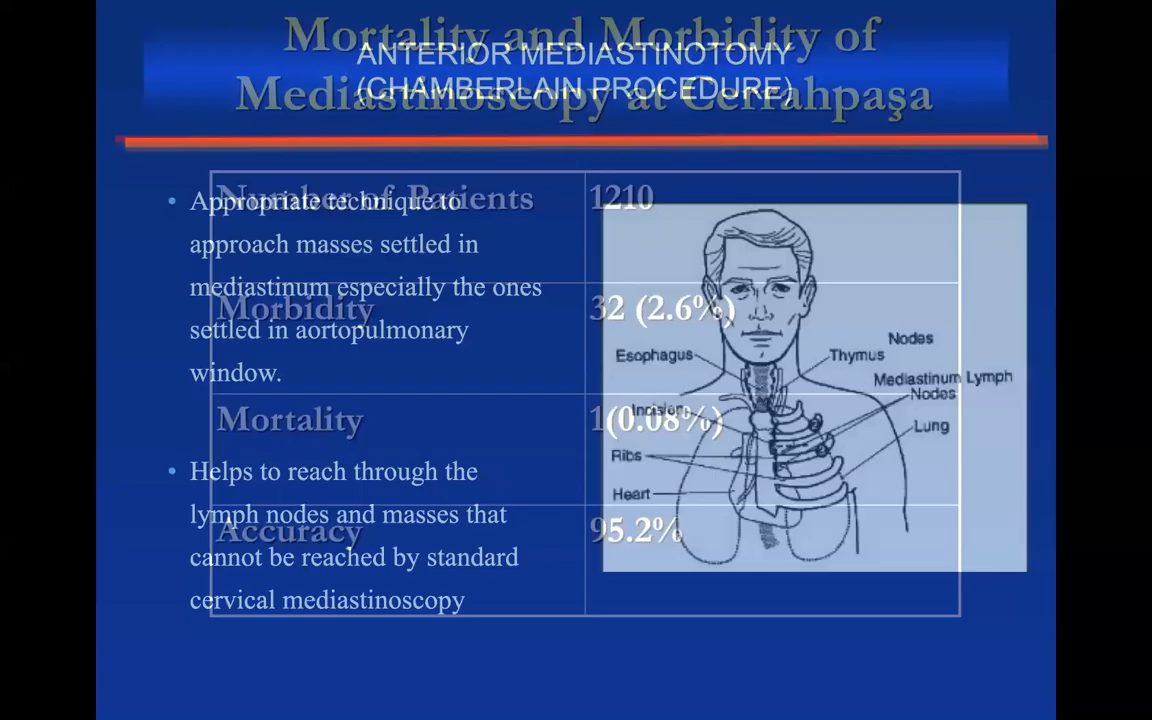 Mortality and Morbidity of
Mediastinoscopy at Cerrahpaşa
Number of Patients 1210
Morbidity 32 (2.6%)
Mortality 1(0.08%)
Accuracy 95.2%
ANTERIOR MEDIASTINOTOMY
(CHAMBERLAIN PROCEDURE)
• Appropriate technique to
approach masses settled in
mediastinum especially the ones
settled in aortopulmonary
window.
• Helps to reach through the
lymph nodes and masses that
cannot be reached by standard
cervical mediastinoscopy
Nodes
Esophagus
Thymus
Mediastinum Lymph
Nodes
Incision
Lung
Ribs
Heart